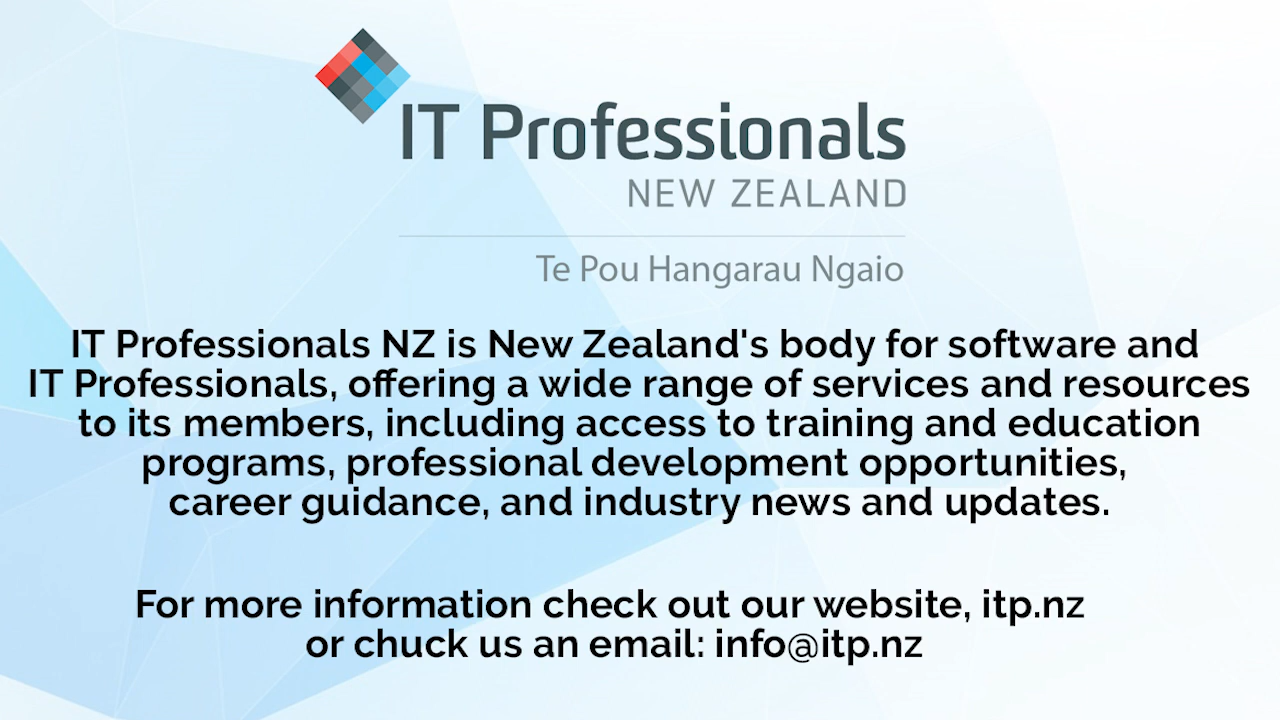 IT Professionals
NEW ZEALAND
Te Pou Hangarau Ngaio
IT Professionals NZ is New Zealand's body for software and
IT Professionals, offering a wide range of services and resources
to its members, including access to training and education
programs, professional development opportunities,
career guidance, and industry news and updates.
For more information check out our website, itp.nz
or chuck us an email: info@itp.nz